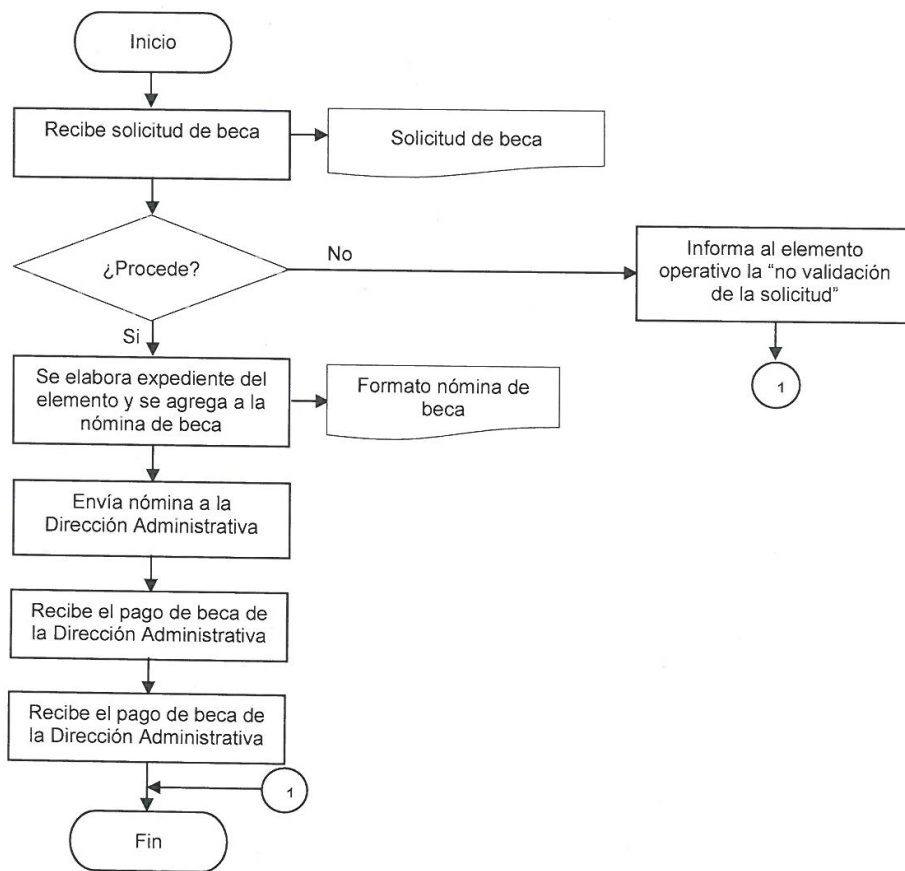 Inicio
Recibe solicitud de beca
Solicitud de beca
¿Procede?
No
Informa al elemento
operativo la “no validación
de la solicitud”
1
Si
Se elabora expediente del
elemento y se agrega a la
nómina de beca
Formato nómina de
beca
Envía nómina a la
Dirección Administrativa
Recibe el pago de beca de
la Dirección Administrativa
Recibe el pago de beca de
la Dirección Administrativa
1
Fin